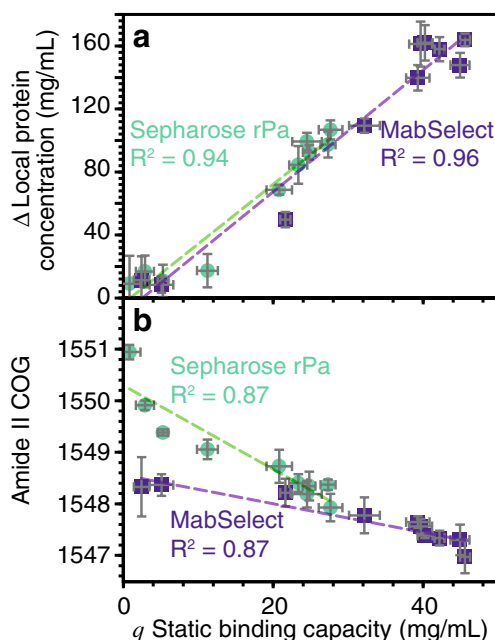 a
160
120
80
40
0
Δ Local protein
concentration (mg/mL)
Sepharose rPa
R² = 0.94
MabSelect
R² = 0.96
b
1551
1550
1549
1548
1547
Amide II COG
Sepharose rPa
R² = 0.87
MabSelect
R² = 0.87
0 20 40
q Static binding capacity (mg/mL)